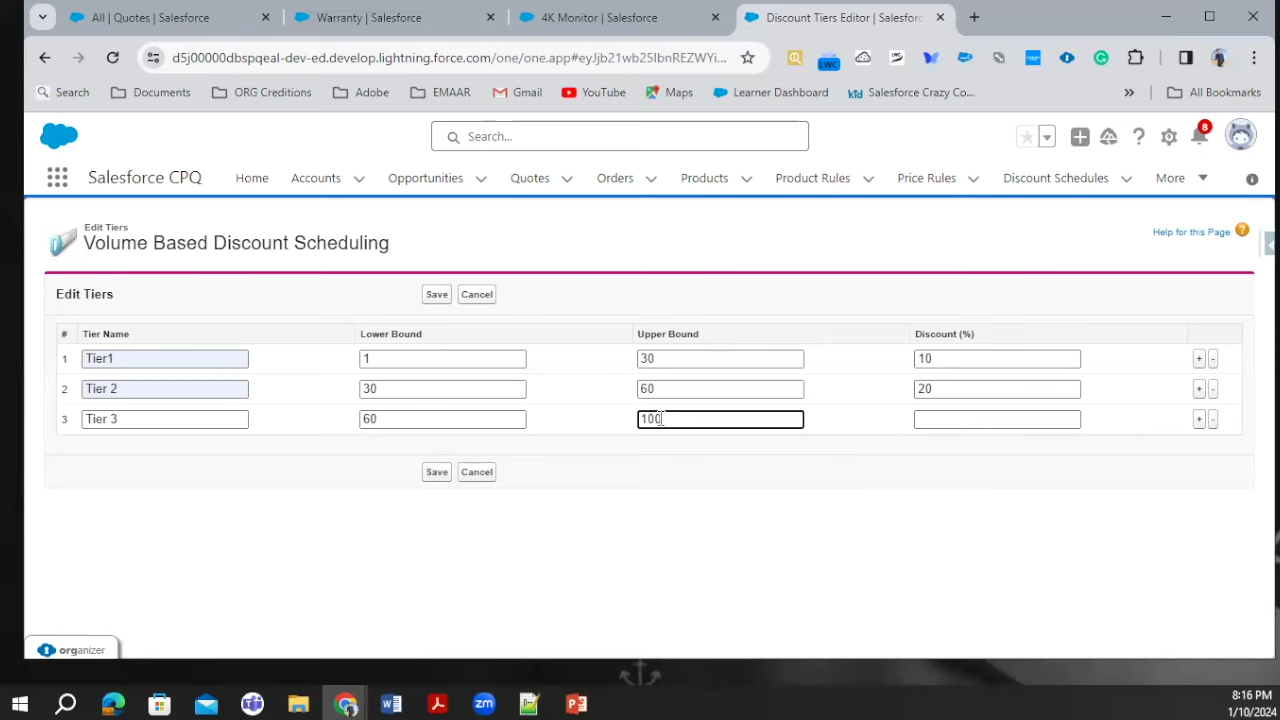 All | Quotes | Salesforce
Warranty | Salesforce
4K Monitor | Salesforce
Discount Tiers Editor | Salesforc
d5j00000dbspqeal-dev-ed.develop.lightning.force.com/one/one.app#eyJjb21wb25lbnREZWYi...
LWC
Search
Documents
ORG Creditions
Adobe
EMAAR
Gmail
YouTube
Maps
Learner Dashboard
kid
Salesforce Crazy Co...
»
All Bookmarks
Search...
8
Salesforce CPQ
Home
Accounts
Opportunities
Quotes
Orders
Products
Product Rules
Price Rules
Discount Schedules
More
Edit Tiers
Volume Based Discount Scheduling
Help for this Page
Edit Tiers
Save
Cancel
# Tier Name Lower Bound Upper Bound Discount (%)
1 Tier1 1 30 10 + -
2 Tier 2 30 60 20 + -
3 Tier 3 60 100 + -
Save
Cancel
organizer
zm
8:16 PM
1/10/2024